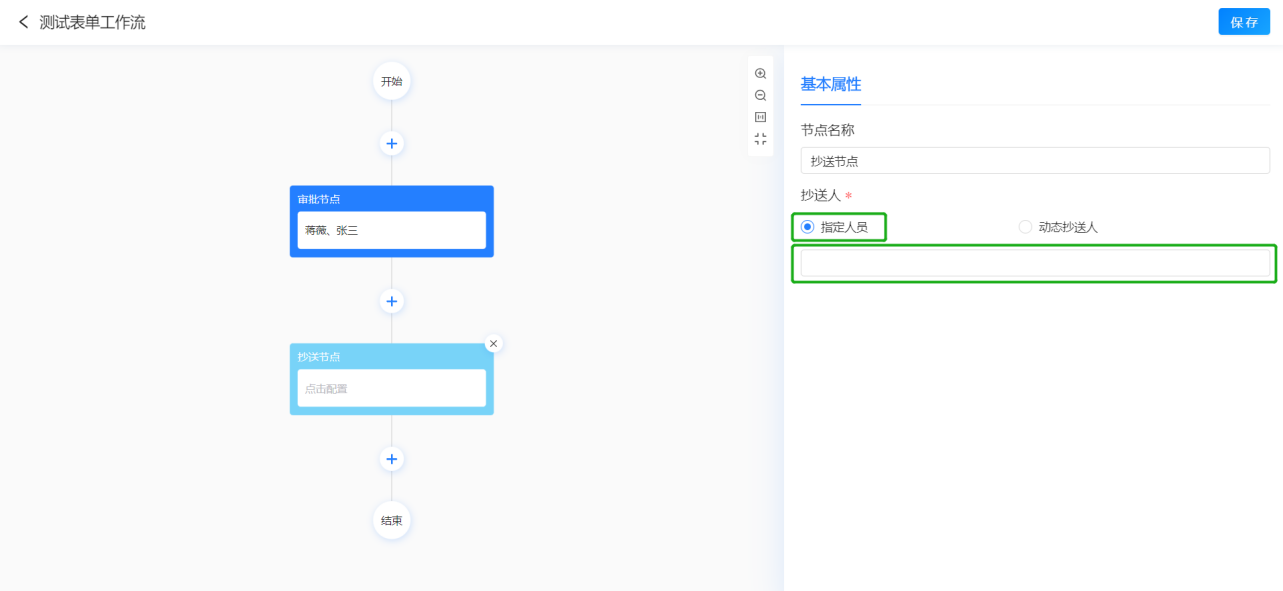 测试表单工作流
保存
开始
审批节点
蒋薇、张三
抄送节点
点击配置
结束
基本属性
节点名称
抄送节点
抄送人 *
指定人员
动态抄送人